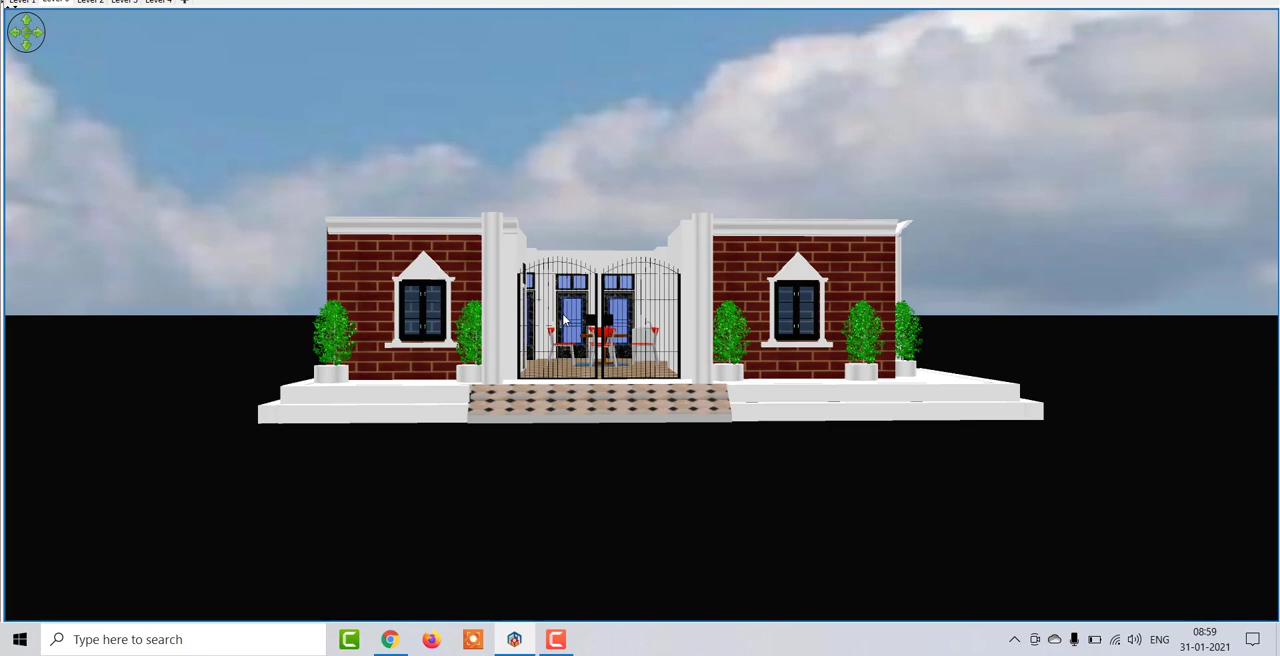 Level 2
Level 3
Level 4
Type here to search
ENG
08:59
31-01-2021